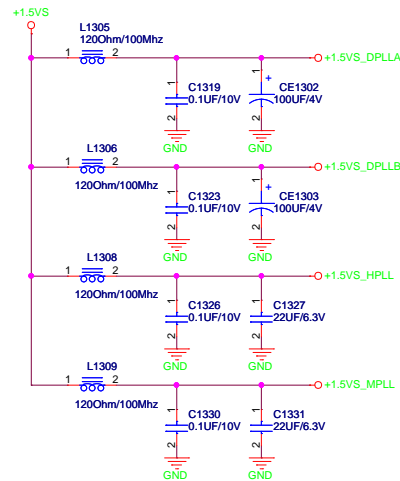 +1.5VS
L1305
120Ohm/100Mhz
1 2
+1.5VS_DPLLA
1 1 +
C1319 CE1302
0.1UF/10V 100UF/4V
2 2
GND GND
L1306
1 2
+1.5VS_DPLLB
120Ohm/100Mhz
1 1 +
C1323 CE1303
0.1UF/10V 100UF/4V
2 2
GND GND
L1308
1 2
+1.5VS_HPLL
120Ohm/100Mhz
1 1
C1326 C1327
0.1UF/10V 22UF/6.3V
2 2
GND GND
L1309
1 2
+1.5VS_MPLL
120Ohm/100Mhz
1 1
C1330 C1331
0.1UF/10V 22UF/6.3V
2 2
GND GND